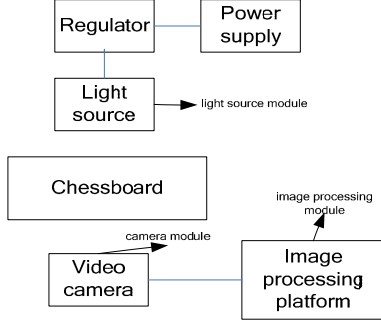 Regulator
Power
supply
Light
source
light source module
Chessboard
image processing
module
camera module
Video
camera
Image
processing
platform